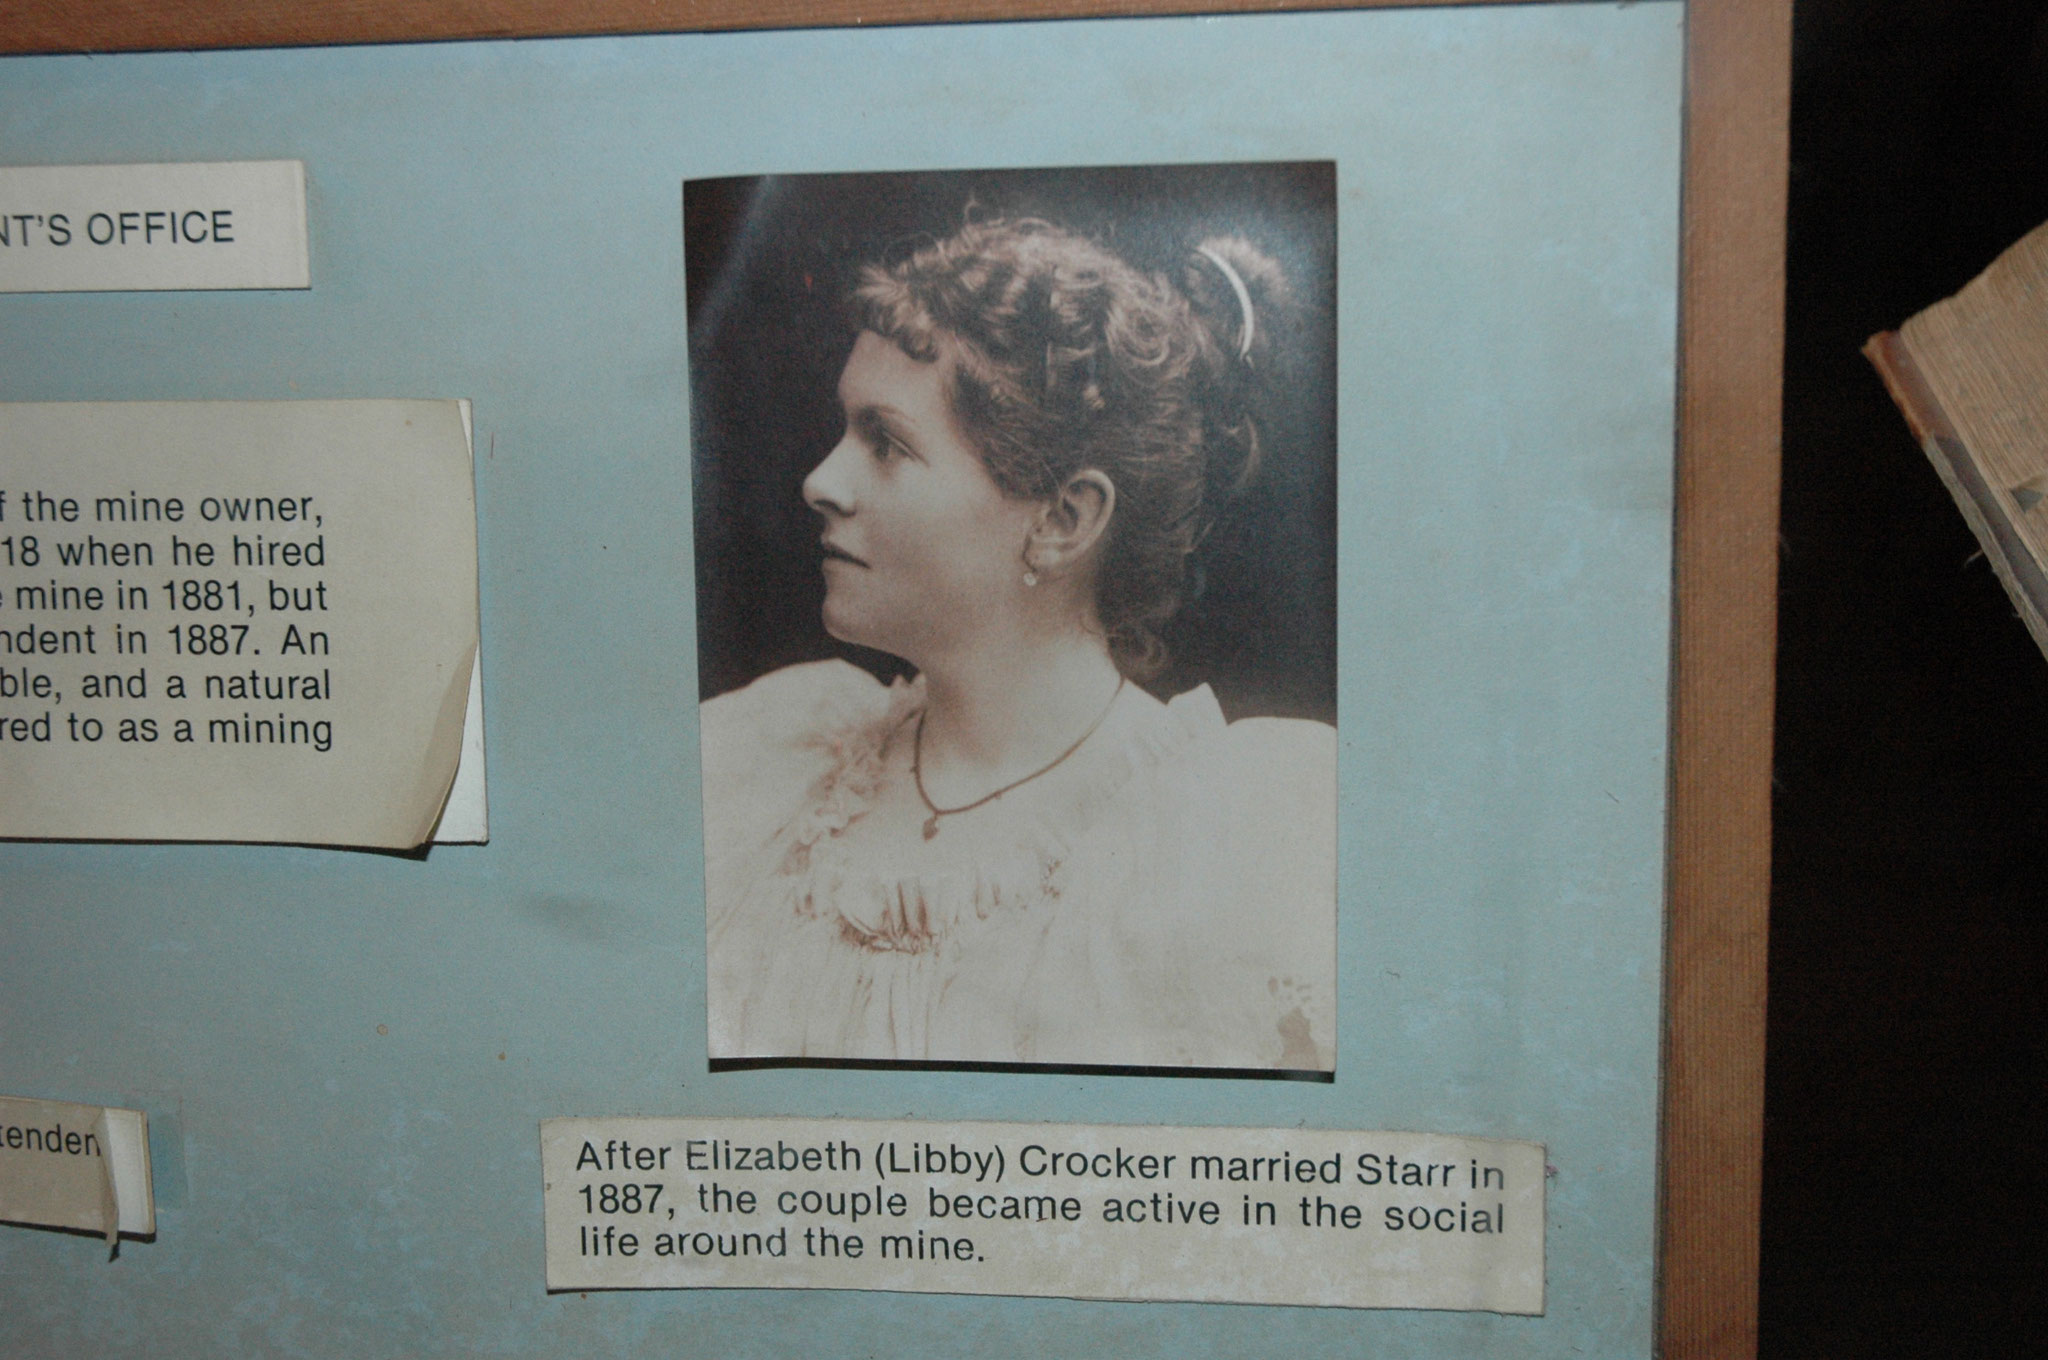 NT'S OFFICE
f the mine owner,
18 when he hired
mine in 1881, but
ndent in 1887. An
ble, and a natural
red to as a mining
tenden
After Elizabeth (Libby) Crocker married Starr in
1887, the couple became active in the social
life around the mine.